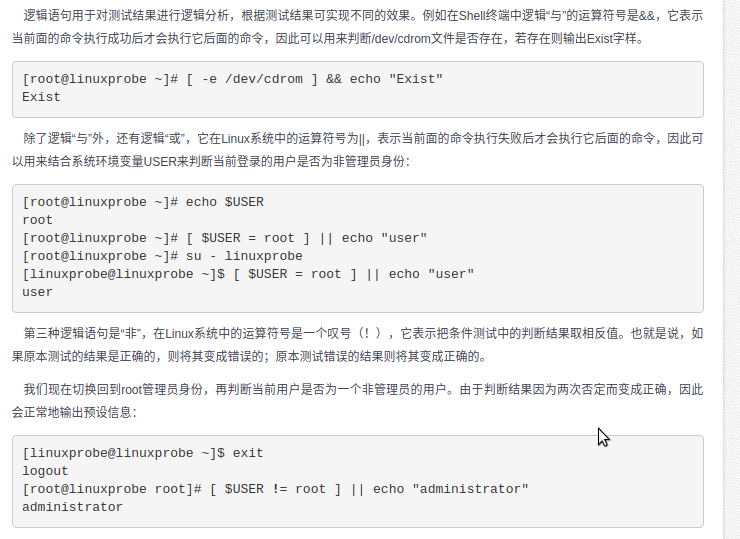 逻辑语句用于对测试结果进行逻辑分析，根据测试结果可实现不同的效果。例如在Shell终端中逻辑“与”的运算符号是&&，它表示
当前面的命令执行成功后才会执行它后面的命令，因此可以用来判断/dev/cdrom文件是否存在，若存在则输出Exist字样。
[root@linuxprobe ~]# [ -e /dev/cdrom ] && echo "Exist"
Exist
除了逻辑“与”外，还有逻辑“或”，它在Linux系统中的运算符号为||，表示当前面的命令执行失败后才会执行它后面的命令，因此可
以用来结合系统环境变量USER来判断当前登录的用户是否为非管理员身份：
[root@linuxprobe ~]# echo $USER
root
[root@linuxprobe ~]# [ $USER = root ] || echo "user"
[root@linuxprobe ~]# su - linuxprobe
[linuxprobe@linuxprobe ~]$ [ $USER = root ] || echo "user"
user
第三种逻辑语句是“非”，在Linux系统中的运算符号是一个叹号（！），它表示把条件测试中的判断结果取相反值。也就是说，如
果原本测试的结果是正确的，则将其变成错误的；原本测试错误的结果则将其变成正确的。
我们现在切换回到root管理员身份，再判断当前用户是否为一个非管理员的用户。由于判断结果因为两次否定而变成正确，因此
会正常地输出预设信息：
[linuxprobe@linuxprobe ~]$ exit
logout
[root@linuxprobe root]# [ $USER != root ] || echo "administrator"
administrator